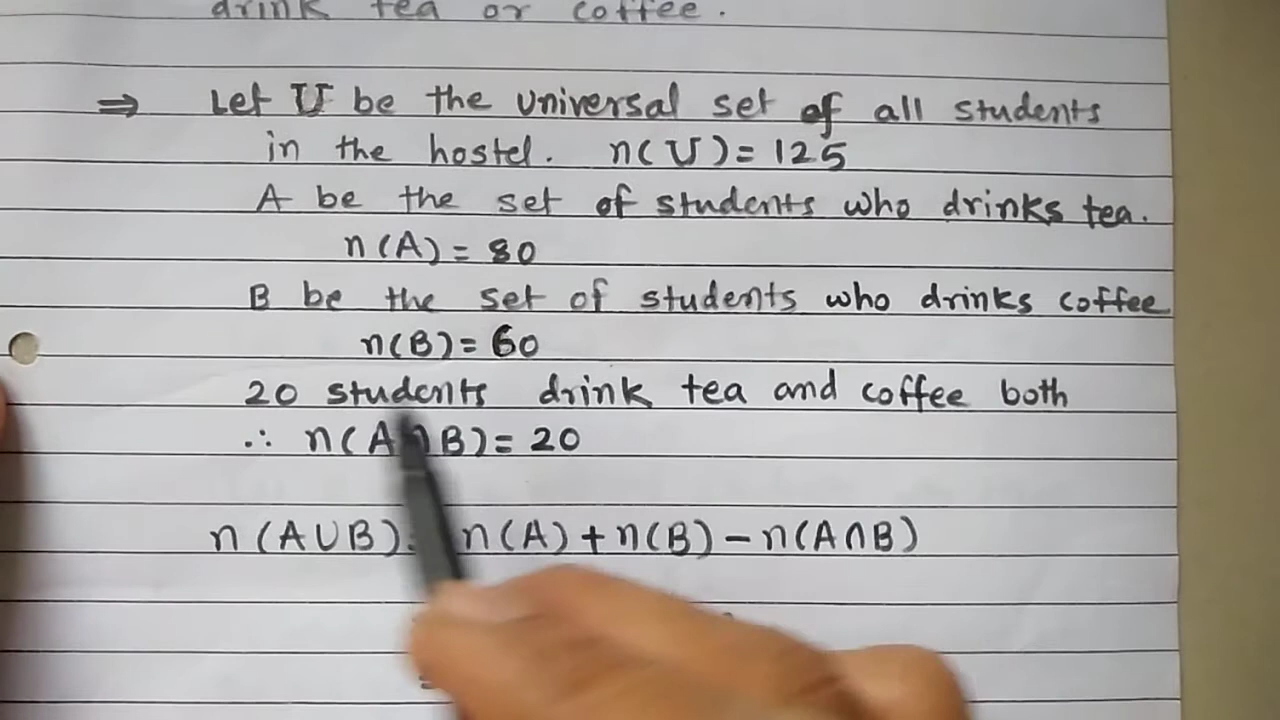 drink tea or coffee.
⇒ Let U be the universal set of all students
in the hostel. n(U)=125
A be the set of students who drinks tea.
n(A)=80
B be the set of students who drinks coffee
n(B)=60
20 students drink tea and coffee both
∴ n(A∩B)=20
n(A∪B) = n(A)+n(B)-n(A∩B)